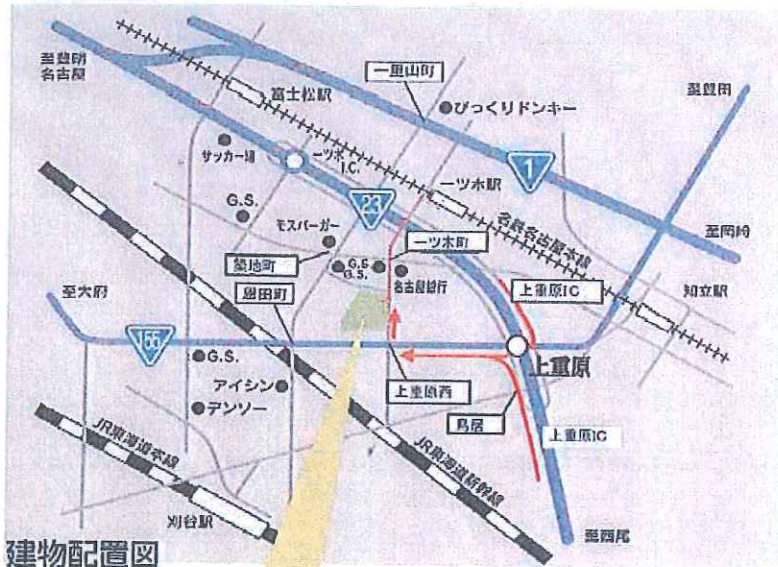 至豊明
名古屋
一里山町
富士松駅
びっくりドンキー
至豊田
サッカー場
一ツ木
I.C.
1
一ツ木駅
名鉄名古屋本線
至岡崎
23
G.S.
モスバーガー
一ツ木町
築地町
G.S.
G.S.
名古屋銀行
上重原IC
知立駅
恩田町
至大府
155
G.S.
上重原
アイシン
上重原西
デンソー
鳥居
上重原IC
JR東海道本線
JR東海道新幹線
刈谷駅
至西尾
建物配置図